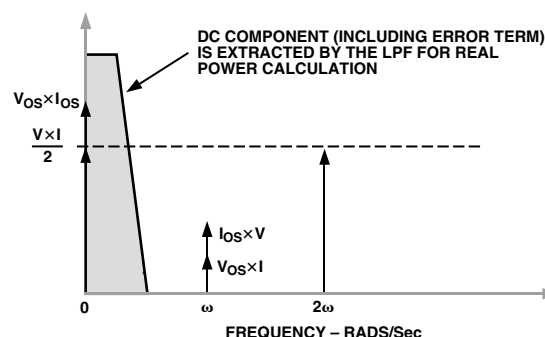 DC COMPONENT (INCLUDING ERROR TERM)
IS EXTRACTED BY THE LPF FOR REAL
POWER CALCULATION
VOS×IOS
V×I
2
IOS×V
VOS×I
0
ω
2ω
FREQUENCY – RADS/Sec